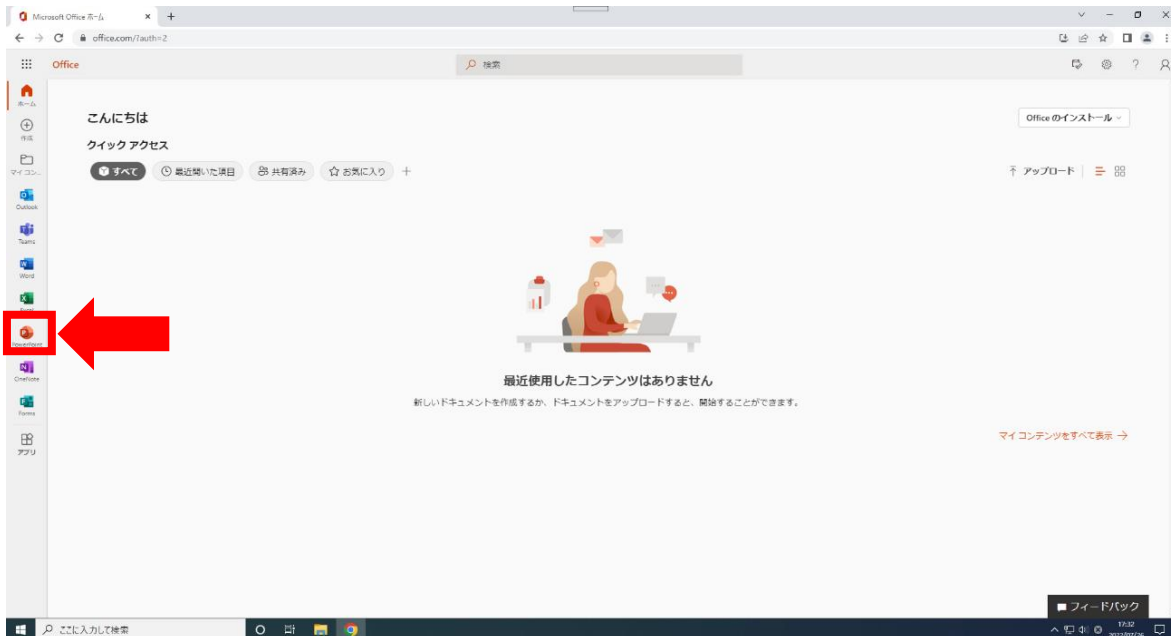 Microsoft Office ホーム
office.com/?auth=2
Office
検索
ホーム
作成
マイ コン...
Outlook
Teams
Word
PowerPoint
OneNote
Forms
アプリ
こんにちは
Office のインストール
クイック アクセス
すべて
最近開いた項目
共有済み
お気に入り
アップロード
最近使用したコンテンツはありません
新しいドキュメントを作成するか、ドキュメントをアップロードすると、開始することができます。
マイ コンテンツをすべて表示 →
フィードバック
ここに入力して検索
17:32
2022/07/26